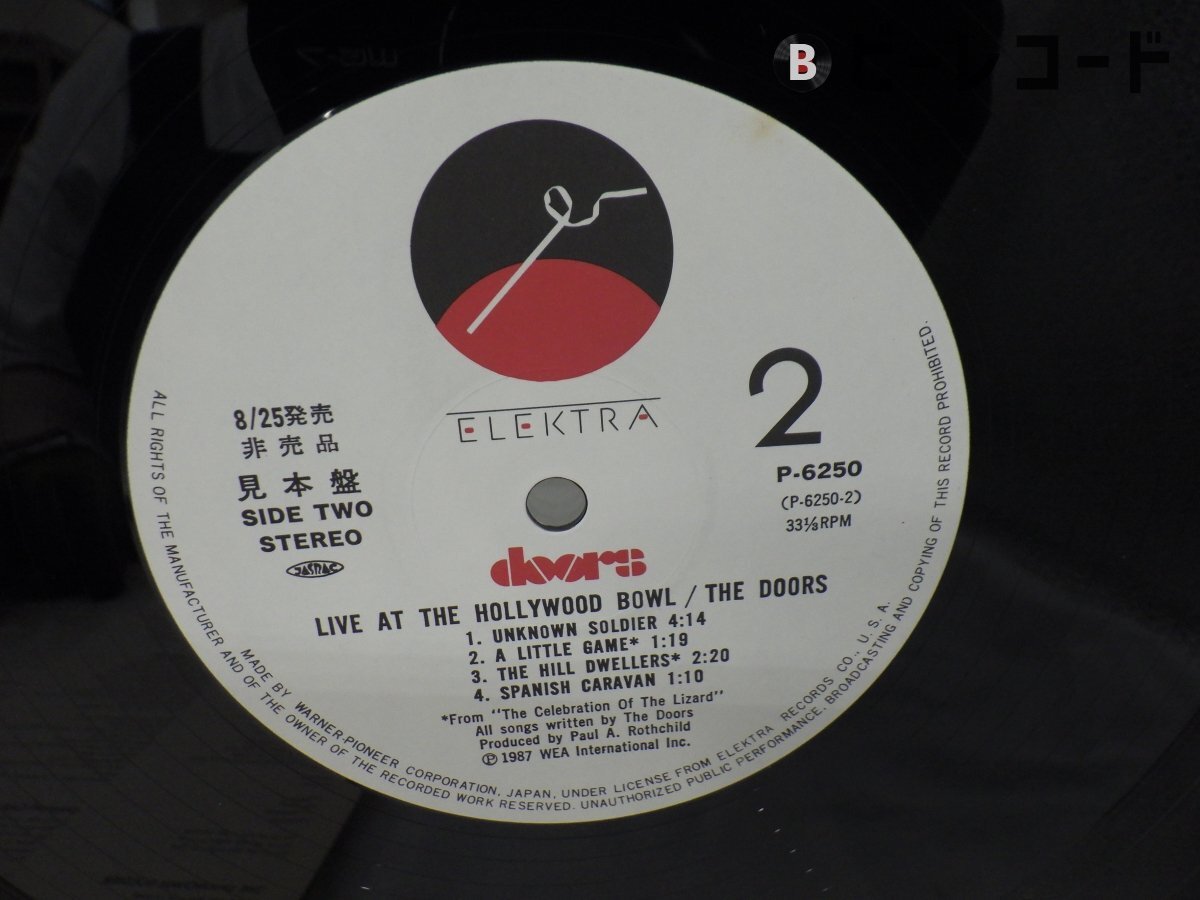 B ビーレコード
ELEKTRA
8/25発売
非売品
見本盤
SIDE TWO
STEREO
JASRAC
2
P-6250
(P-6250-2)
33⅓RPM
doors
LIVE AT THE HOLLYWOOD BOWL / THE DOORS
1. UNKNOWN SOLDIER 4:14
2. A LITTLE GAME* 1:19
3. THE HILL DWELLERS* 2:20
4. SPANISH CARAVAN 1:10
*From "The Celebration Of The Lizard"
All songs written by The Doors
Produced by Paul A. Rothchild
Ⓟ 1987 WEA International Inc.
MADE BY WARNER-PIONEER CORPORATION, JAPAN, UNDER LICENSE FROM ELEKTRA RECORDS CO., U.S.A.
ALL RIGHTS OF THE MANUFACTURER AND OF THE OWNER OF THE RECORDED WORK RESERVED. UNAUTHORIZED PUBLIC PERFORMANCE, BROADCASTING AND COPYING OF THIS RECORD PROHIBITED.